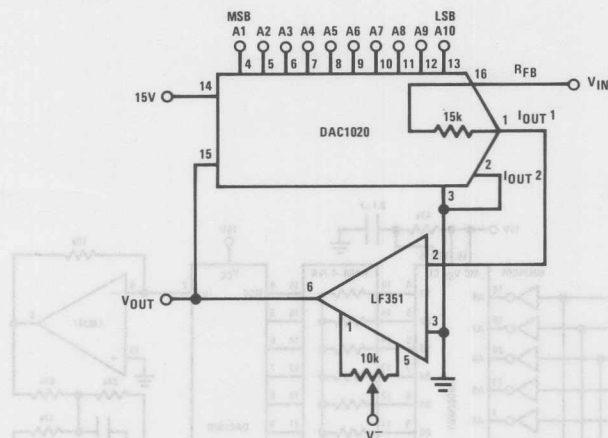 MSB LSB
A1 A2 A3 A4 A5 A6 A7 A8 A9 A10
4 5 6 7 8 9 10 11 12 13
16 RFB VIN
14
15V
15k
1 IOUT 1
DAC1020
15
2
IOUT 2
3
2
VOUT 6
LF351
1
3
5
10k
V−